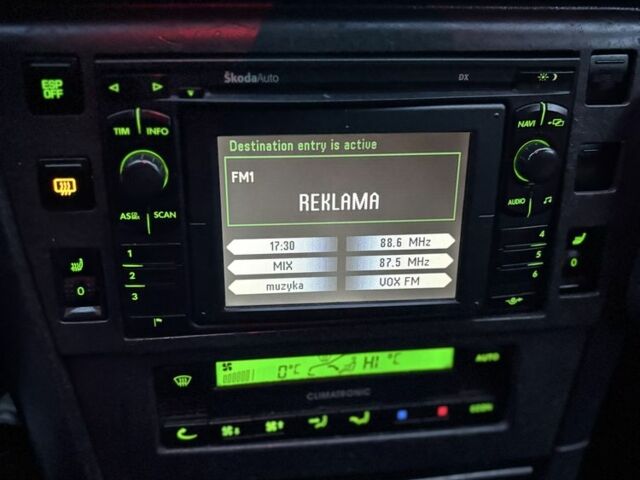 ŠkodaAuto
DX
ESP
OFF
TIM
INFO
NAVI
Destination entry is active
FM1
REKLAMA
AS
SCAN
AUDIO
17:30
88.6 MHz
MIX
87.5 MHz
muzyka
VOX FM
1
2
3
4
5
6
0
0
0°C
HI °C
AUTO
CLIMATRONIC
ECON